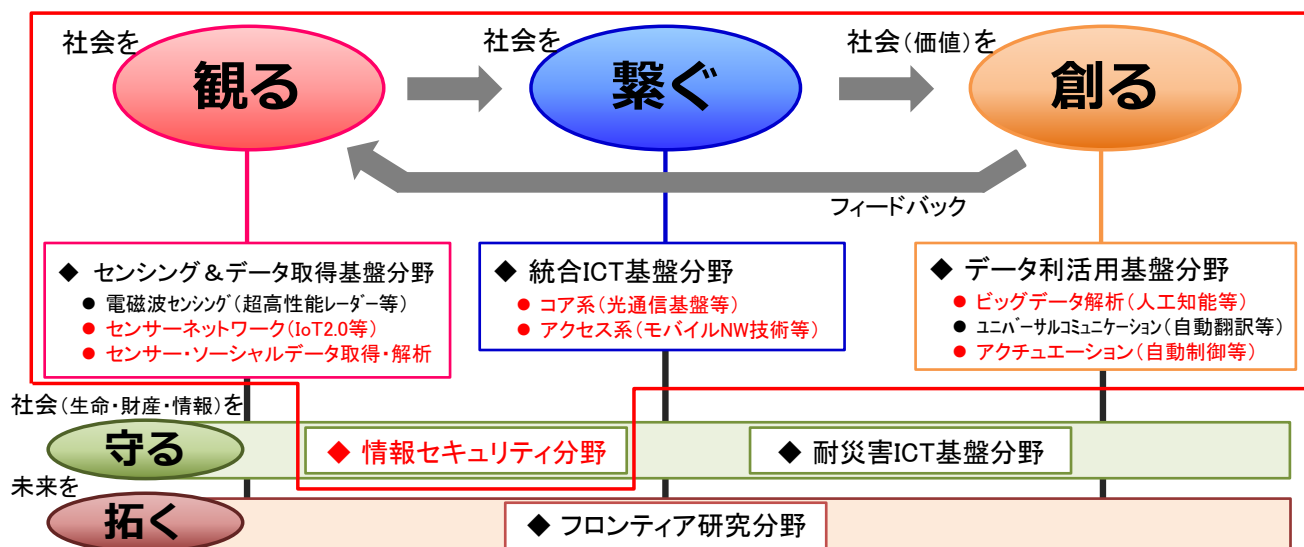 社会を
観る
社会を
繋ぐ
社会(価値)を
創る
フィードバック
◆ センシング&データ取得基盤分野
● 電磁波センシング(超高性能レーダー等)
● センサーネットワーク(IoT2.0等)
● センサー・ソーシャルデータ取得・解析
◆ 統合ICT基盤分野
● コア系(光通信基盤等)
● アクセス系(モバイルNW技術等)
◆ データ利活用基盤分野
● ビッグデータ解析(人工知能等)
● ユニバーサルコミュニケーション(自動翻訳等)
● アクチュエーション(自動制御等)
社会(生命・財産・情報)を
守る
◆ 情報セキュリティ分野
◆ 耐災害ICT基盤分野
未来を
拓く
◆ フロンティア研究分野